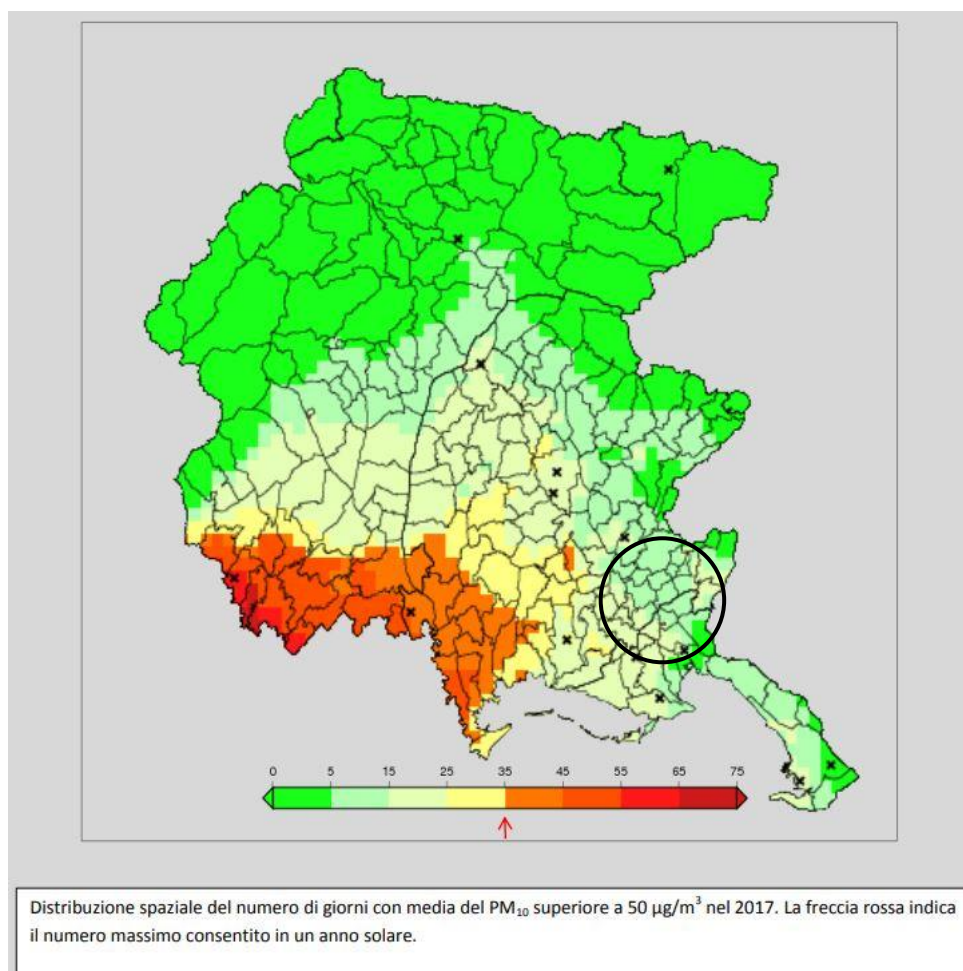 0 5 15 25 35 45 55 65 75
Distribuzione spaziale del numero di giorni con media del PM₁₀ superiore a 50 µg/m³ nel 2017. La freccia rossa indica
il numero massimo consentito in un anno solare.